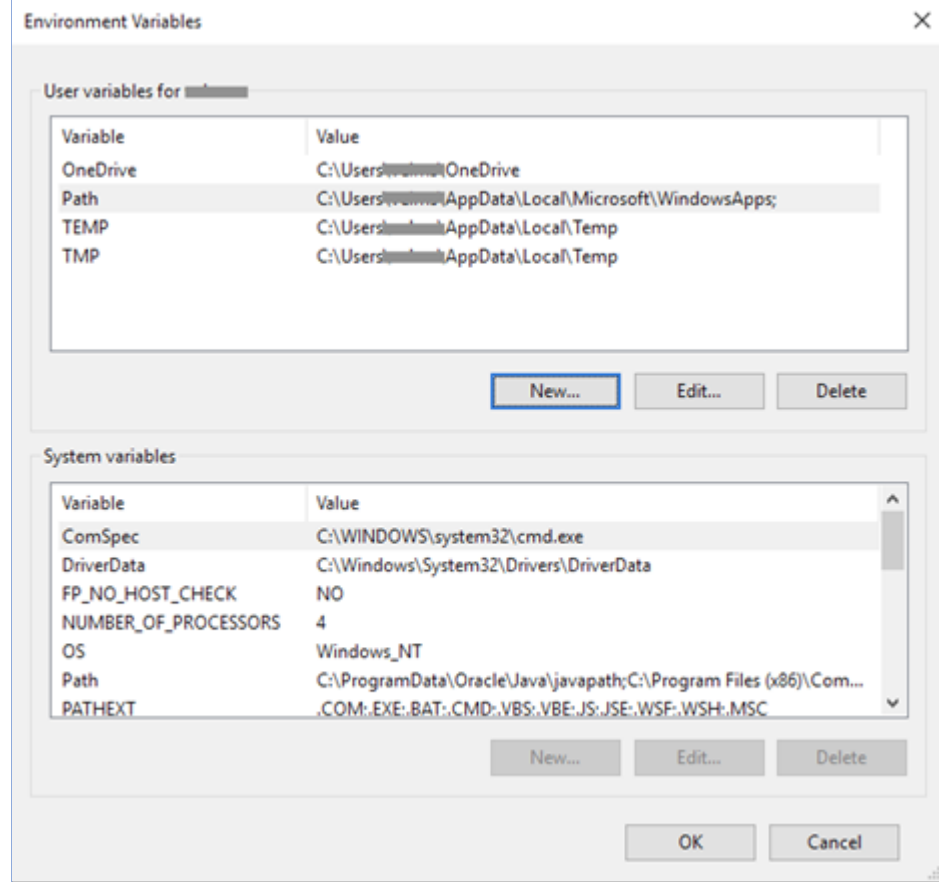 Environment Variables
User variables for
Variable Value
OneDrive C:\Users OneDrive
Path C:\Users AppData\Local\Microsoft\WindowsApps;
TEMP C:\Users AppData\Local\Temp
TMP C:\Users AppData\Local\Temp
New... Edit... Delete
System variables
Variable Value
ComSpec C:\WINDOWS\system32\cmd.exe
DriverData C:\Windows\System32\Drivers\DriverData
FP_NO_HOST_CHECK NO
NUMBER_OF_PROCESSORS 4
OS Windows_NT
Path C:\ProgramData\Oracle\Java\javapath;C:\Program Files (x86)\Com...
PATHEXT .COM;.EXE;.BAT;.CMD;.VBS;.VBE;.JS;.JSE;.WSF;.WSH;.MSC
New... Edit... Delete
OK Cancel